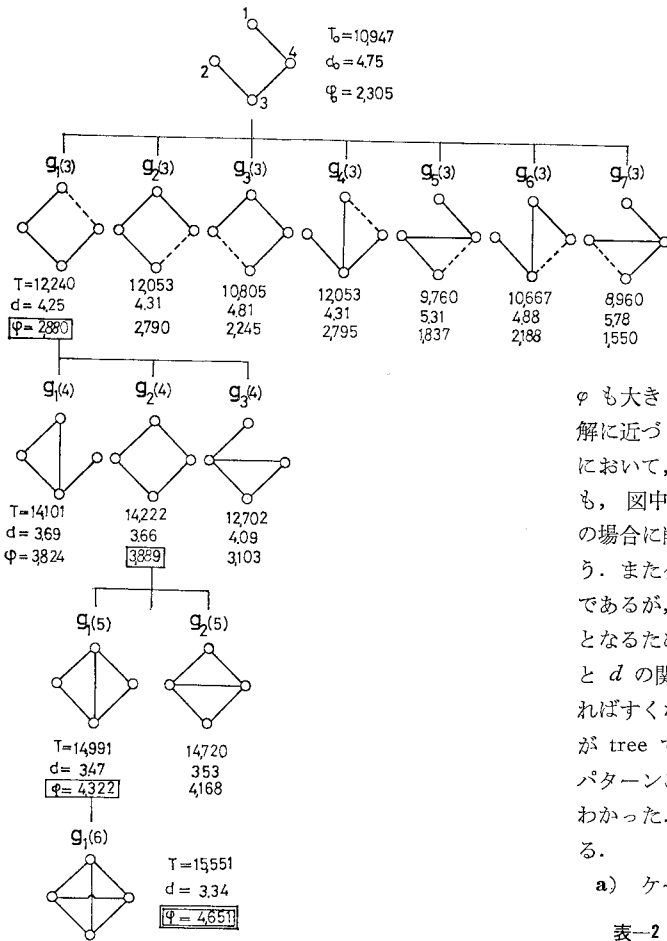 1
2
4
3
T₀=10,947
d₀=4.75
φ₀=2,305
g₁(3) g₂(3) g₃(3) g₄(3) g₅(3) g₆(3) g₇(3)
T=12,240 12,053 10,805 12,053 9,760 10,667 8,960
d=4.25 4.31 4.81 4.31 5.31 4.88 5.78
φ=2,880 2,790 2,245 2,795 1,837 2,188 1,550
g₁(4) g₂(4) g₃(4)
T=14,101 14,222 12,702
d=3.69 3.66 4.09
φ=3,824 3,889 3,103
g₁(5) g₂(5)
T=14,991 14,720
d=3.47 3.53
φ=4,322 4,168
g₁(6)
T=15,551
d=3.34
φ=4,651
φ も大き
解に近づ
において,
も, 図中
の場合に
う. また
であるが,
となるため
と d の関
ればすくな
が tree で
パターン
わかった.
る.
a) ケー
表—2